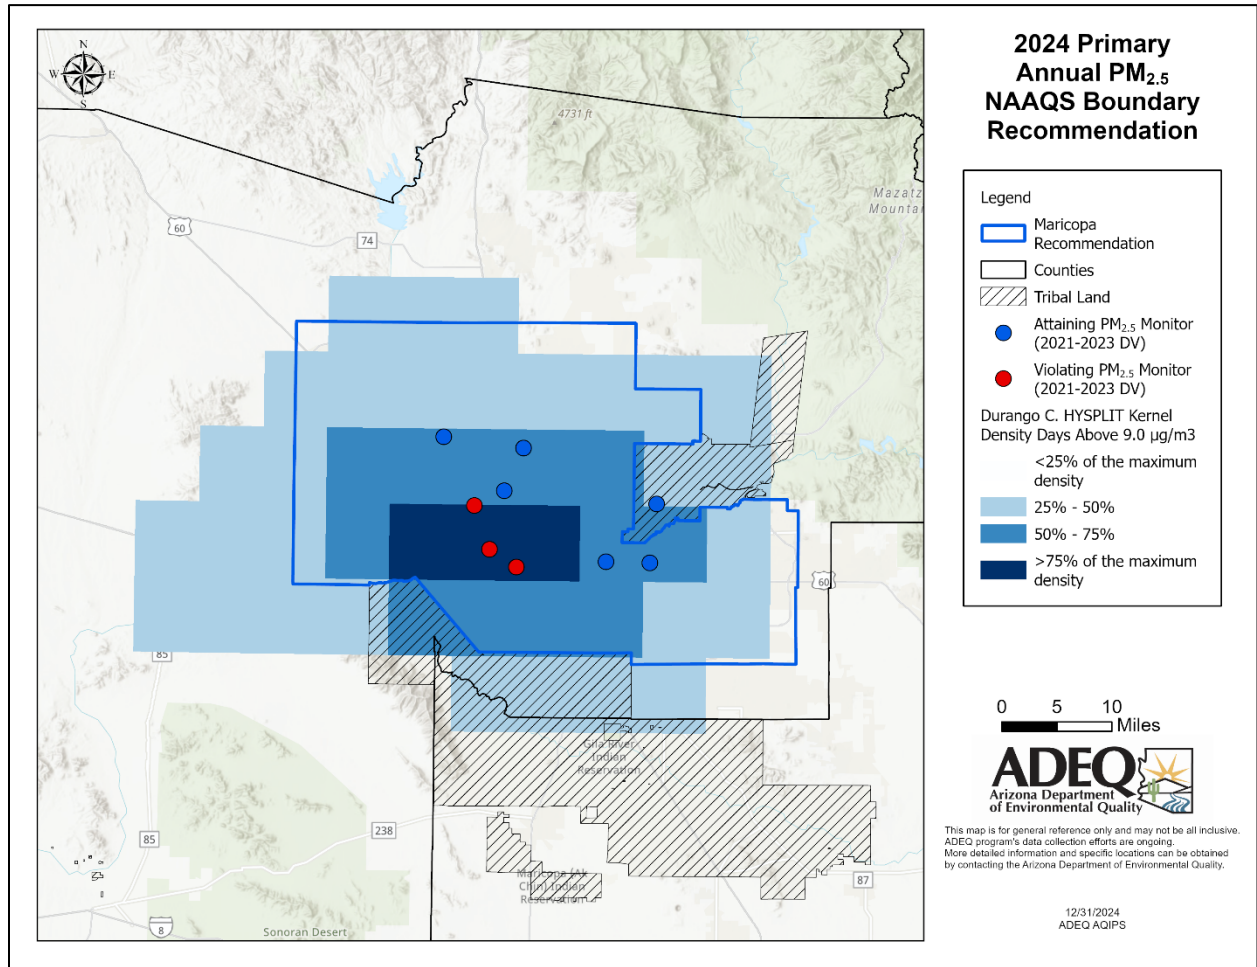 N
W
E
S
4731 ft
Mazatz
Mountain
60
74
60
85
85
238
87
8
Gila River
Indian
Reservation
Maricopa (Ak
Chin) Indian
Reservation
Sonoran Desert
2024 Primary
Annual PM2.5
NAAQS Boundary
Recommendation
Legend
Maricopa
Recommendation
Counties
Tribal Land
Attaining PM2.5 Monitor
(2021-2023 DV)
Violating PM2.5 Monitor
(2021-2023 DV)
Durango C. HYSPLIT Kernel
Density Days Above 9.0 µg/m3
<25% of the maximum
density
25% - 50%
50% - 75%
>75% of the maximum
density
0 5 10
Miles
ADEQ
Arizona Department
of Environmental Quality
This map is for general reference only and may not be all inclusive.
ADEQ program's data collection efforts are ongoing.
More detailed information and specific locations can be obtained
by contacting the Arizona Department of Environmental Quality.
12/31/2024
ADEQ AQIPS